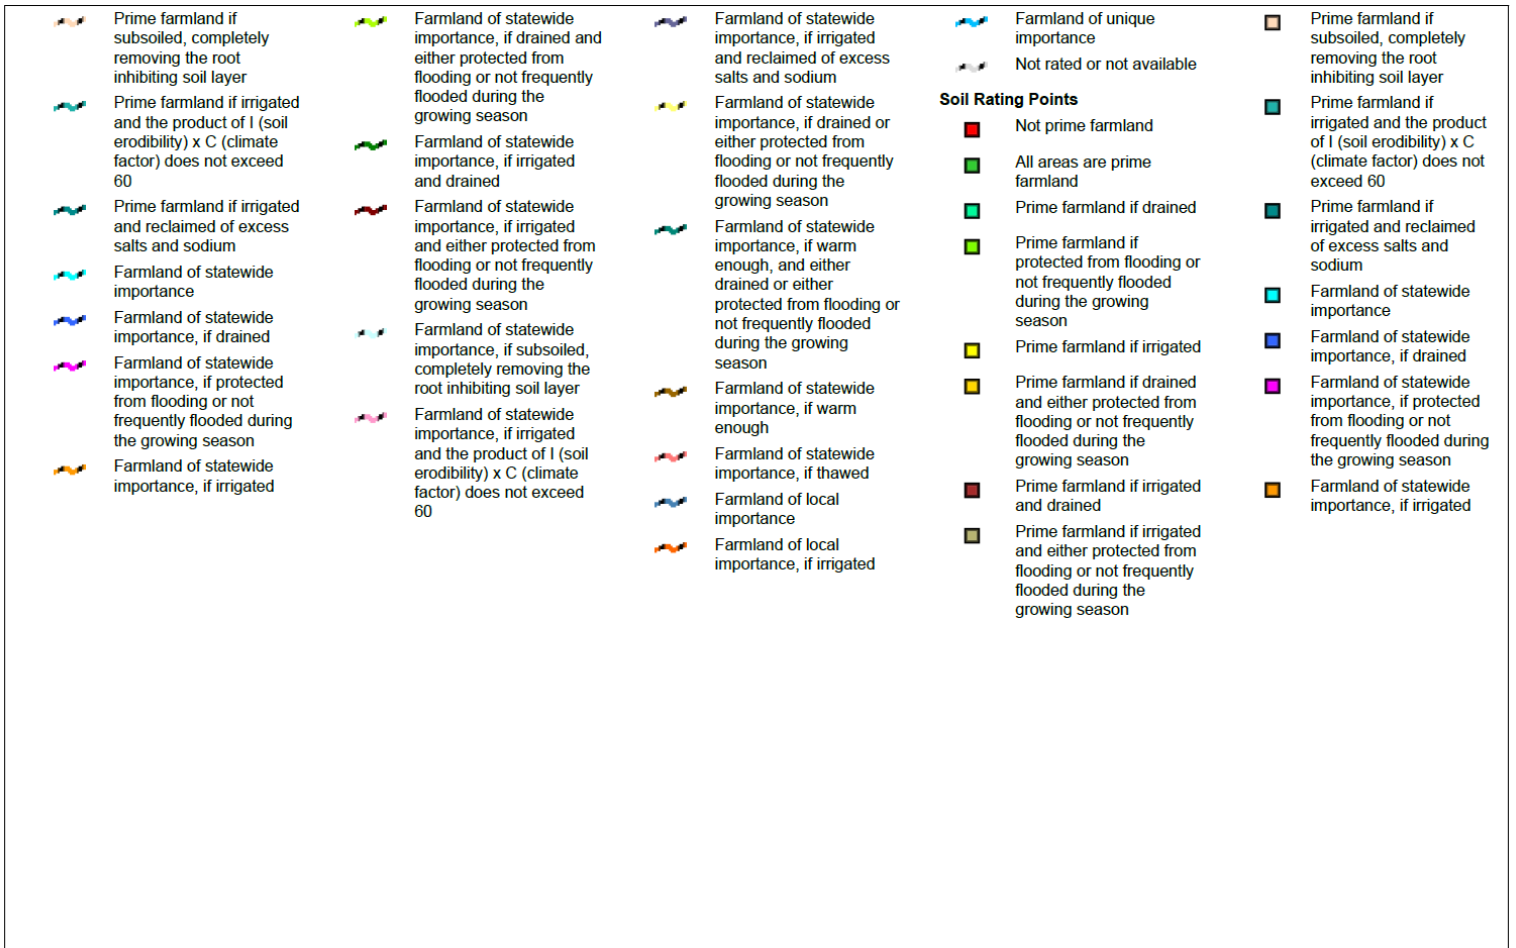 Prime farmland if
subsoiled, completely
removing the root
inhibiting soil layer
Prime farmland if irrigated
and the product of I (soil
erodibility) x C (climate
factor) does not exceed
60
Prime farmland if irrigated
and reclaimed of excess
salts and sodium
Farmland of statewide
importance
Farmland of statewide
importance, if drained
Farmland of statewide
importance, if protected
from flooding or not
frequently flooded during
the growing season
Farmland of statewide
importance, if irrigated
Farmland of statewide
importance, if drained and
either protected from
flooding or not frequently
flooded during the
growing season
Farmland of statewide
importance, if irrigated
and drained
Farmland of statewide
importance, if irrigated
and either protected from
flooding or not frequently
flooded during the
growing season
Farmland of statewide
importance, if subsoiled,
completely removing the
root inhibiting soil layer
Farmland of statewide
importance, if irrigated
and the product of I (soil
erodibility) x C (climate
factor) does not exceed
60
Farmland of statewide
importance, if irrigated
and reclaimed of excess
salts and sodium
Farmland of statewide
importance, if drained or
either protected from
flooding or not frequently
flooded during the
growing season
Farmland of statewide
importance, if warm
enough, and either
drained or either
protected from flooding or
not frequently flooded
during the growing
season
Farmland of statewide
importance, if warm
enough
Farmland of statewide
importance, if thawed
Farmland of local
importance
Farmland of local
importance, if irrigated
Farmland of unique
importance
Not rated or not available
Soil Rating Points
Not prime farmland
All areas are prime
farmland
Prime farmland if drained
Prime farmland if
protected from flooding or
not frequently flooded
during the growing
season
Prime farmland if irrigated
Prime farmland if drained
and either protected from
flooding or not frequently
flooded during the
growing season
Prime farmland if irrigated
and drained
Prime farmland if irrigated
and either protected from
flooding or not frequently
flooded during the
growing season
Prime farmland if
subsoiled, completely
removing the root
inhibiting soil layer
Prime farmland if
irrigated and the product
of I (soil erodibility) x C
(climate factor) does not
exceed 60
Prime farmland if
irrigated and reclaimed
of excess salts and
sodium
Farmland of statewide
importance
Farmland of statewide
importance, if drained
Farmland of statewide
importance, if protected
from flooding or not
frequently flooded during
the growing season
Farmland of statewide
importance, if irrigated